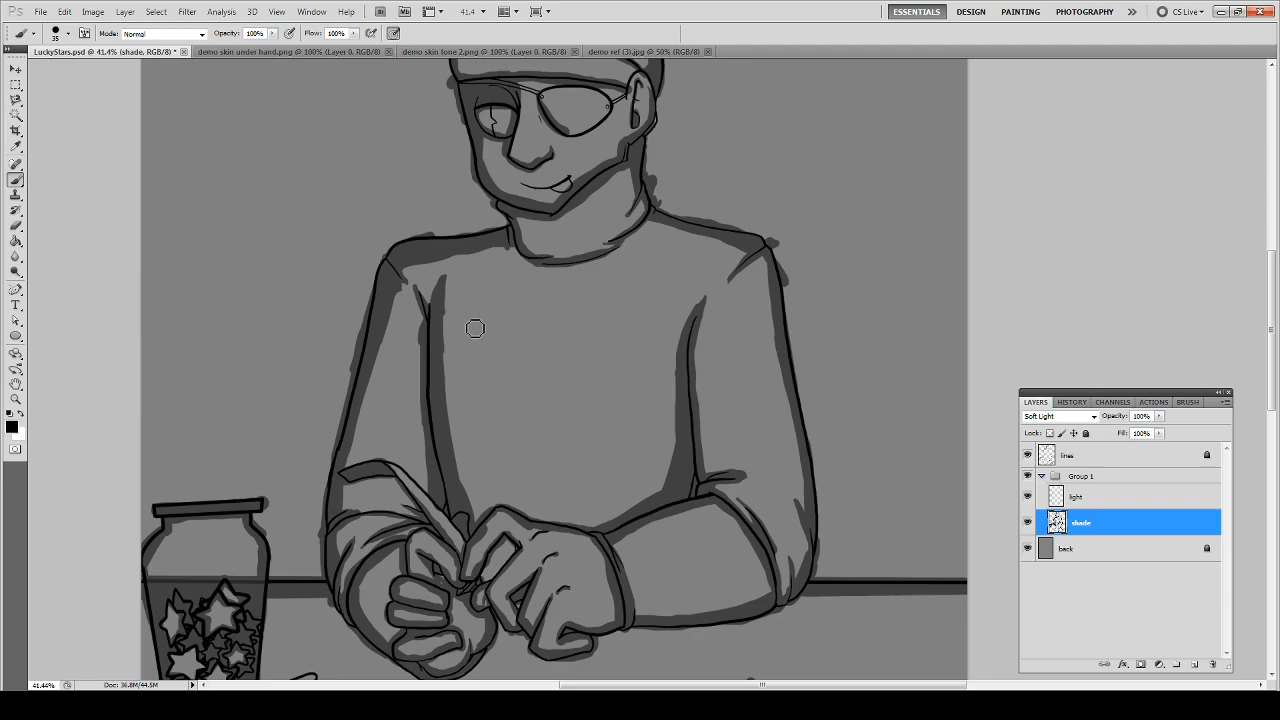 Ps File Edit Image Layer Select Filter Analysis 3D View Window Help Br Mb 41.4 ESSENTIALS DESIGN PAINTING PHOTOGRAPHY CS Live
35 Mode: Normal Opacity: 100% Flow: 100%
LuckyStars.psd @ 41.4% (shade, RGB/8) * demo skin under hand.png @ 100% (Layer 0, RGB/8) demo skin tone 2.png @ 100% (Layer 0, RGB/8) demo ref (3).jpg @ 50% (RGB/8)
LAYERS HISTORY CHANNELS ACTIONS BRUSH
Soft Light Opacity: 100%
Lock: Fill: 100%
lines
Group 1
light
shade
back
41.44% Doc: 36.8M/44.5M